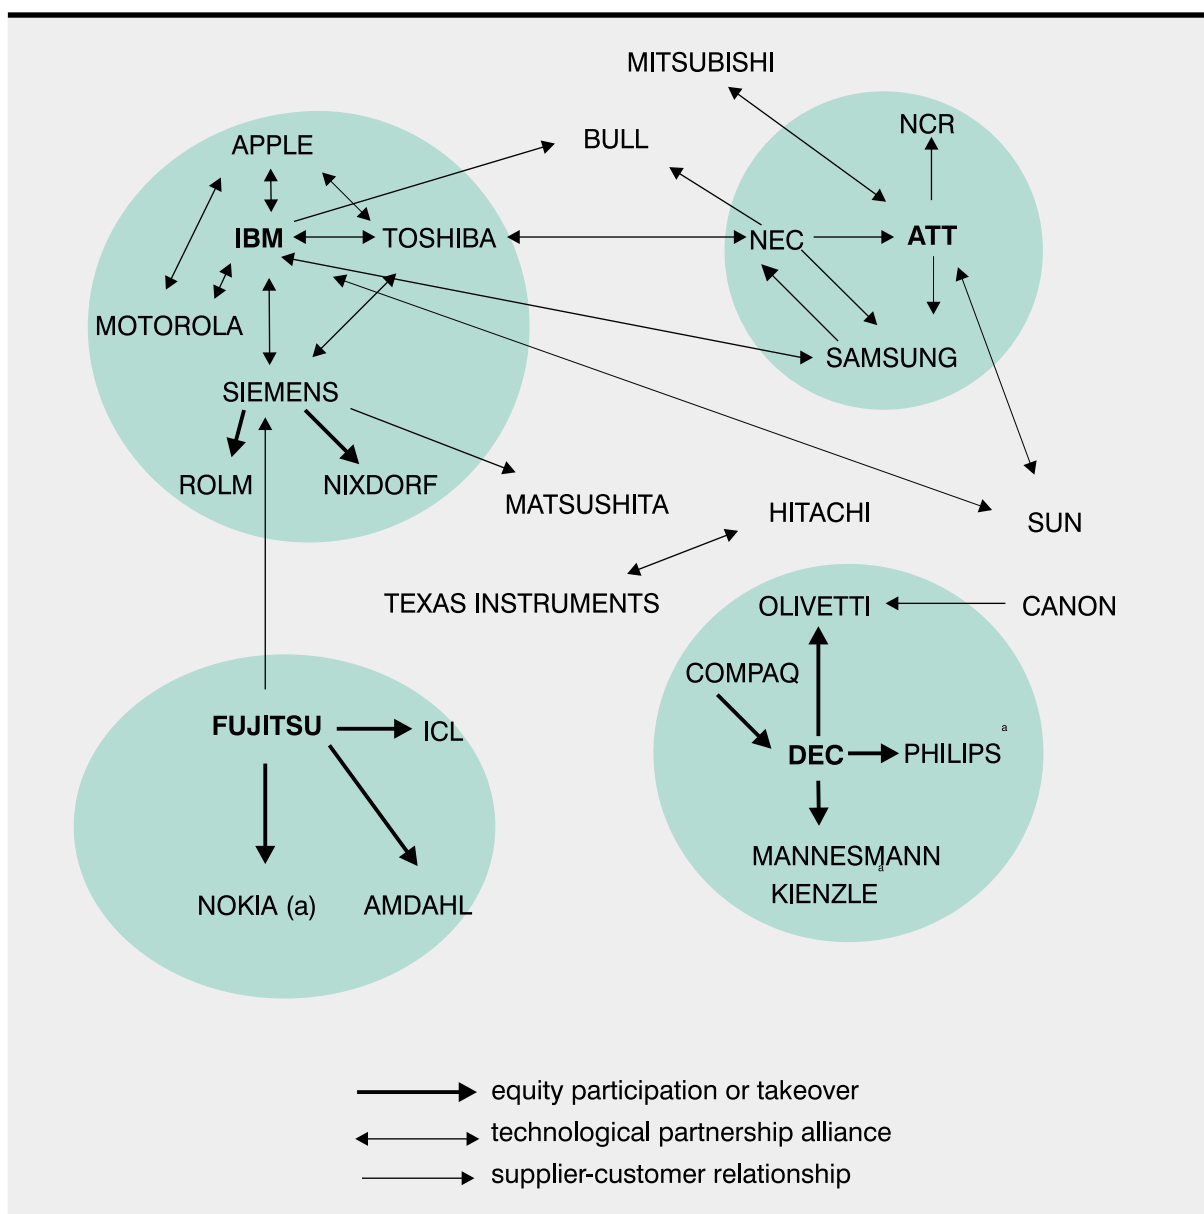 MITSUBISHI
NCR
BULL
APPLE
IBM
TOSHIBA
NEC
ATT
MOTOROLA
SAMSUNG
SIEMENS
ROLM
NIXDORF
MATSUSHITA
HITACHI
SUN
TEXAS INSTRUMENTS
OLIVETTI
CANON
COMPAQ
FUJITSU
ICL
DEC
PHILIPS a
MANNESMANN
KIENZLE a
NOKIA (a)
AMDAHL
equity participation or takeover
technological partnership alliance
supplier-customer relationship